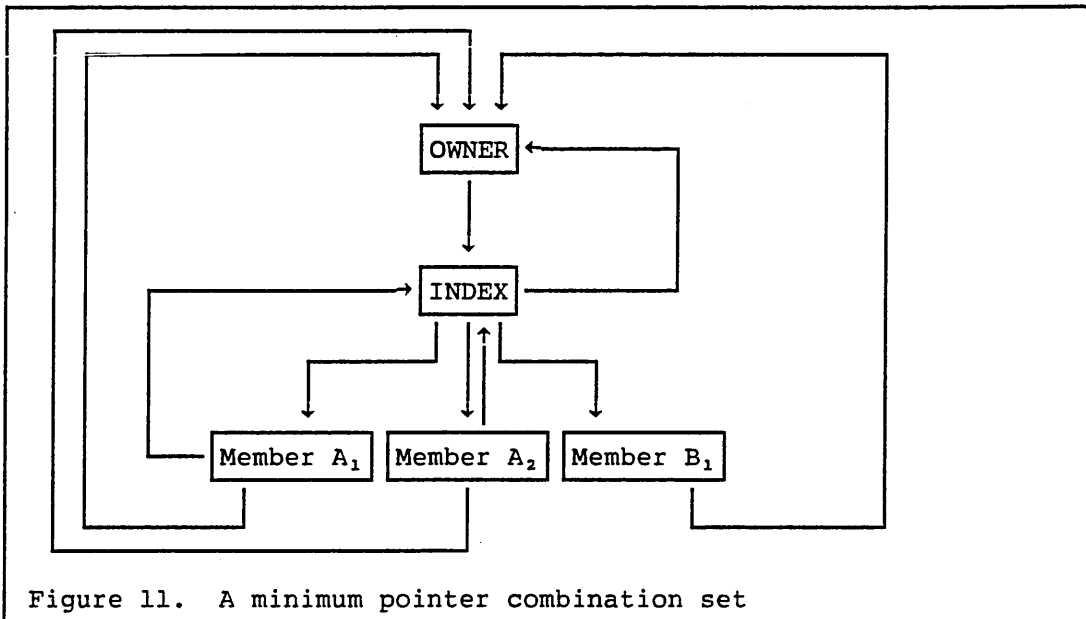 OWNER
INDEX
Member A₁
Member A₂
Member B₁
Figure 11. A minimum pointer combination set